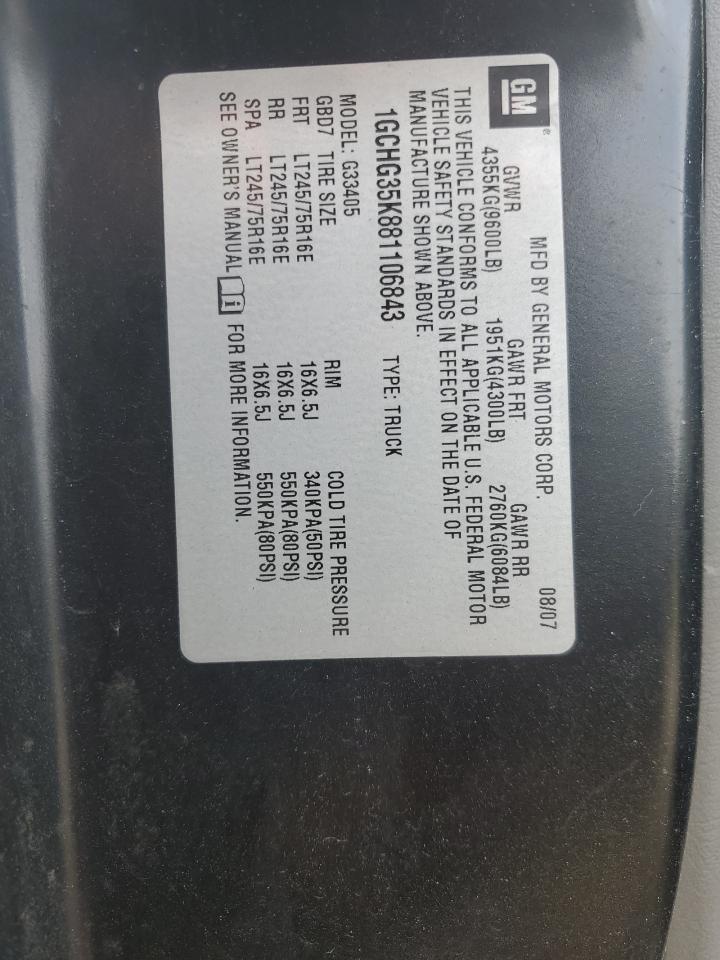 GM®
MFD BY GENERAL MOTORS CORP. 08/07
GVWR GAWR FRT GAWR RR
4355KG(9600LB) 1951KG(4300LB) 2760KG(6084LB)
THIS VEHICLE CONFORMS TO ALL APPLICABLE U.S. FEDERAL MOTOR
VEHICLE SAFETY STANDARDS IN EFFECT ON THE DATE OF
MANUFACTURE SHOWN ABOVE.
1GCHG35K881106843 TYPE: TRUCK
MODEL: G33405
GBD7 TIRE SIZE RIM COLD TIRE PRESSURE
FRT LT245/75R16E 16X6.5J 340KPA(50PSI)
RR LT245/75R16E 16X6.5J 550KPA(80PSI)
SPA LT245/75R16E 16X6.5J 550KPA(80PSI)
SEE OWNER'S MANUAL i FOR MORE INFORMATION.